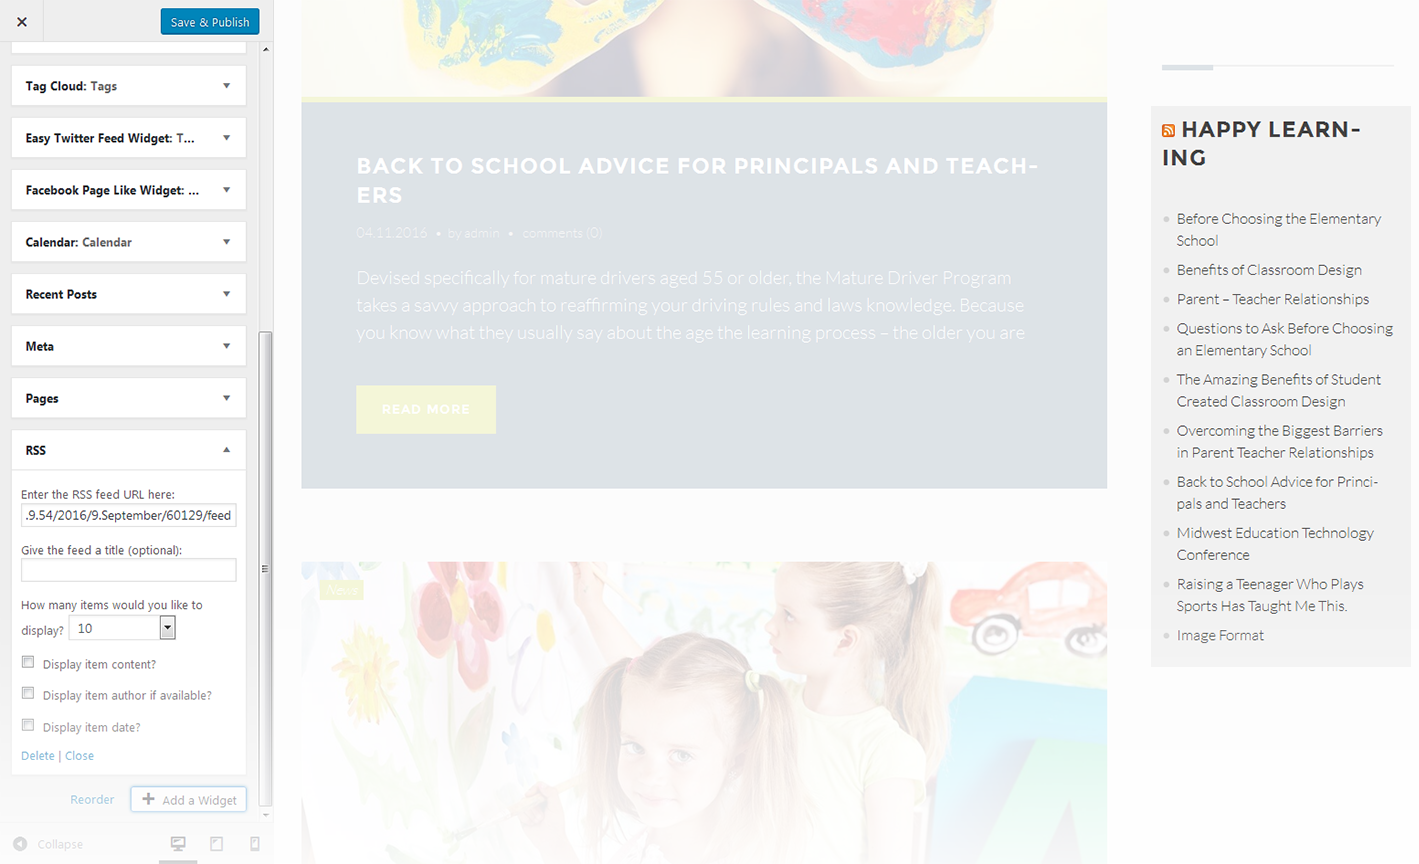 Save & Publish
Tag Cloud: Tags
Easy Twitter Feed Widget: T...
Facebook Page Like Widget: ...
Calendar: Calendar
Recent Posts
Meta
Pages
RSS
Enter the RSS feed URL here:
.9.54/2016/9.September/60129/feed
Give the feed a title (optional):
How many items would you like to
display? 10
Display item content?
Display item author if available?
Display item date?
Delete | Close
Reorder
Add a Widget
Collapse
BACK TO SCHOOL ADVICE FOR PRINCIPALS AND TEACH-
ERS
04.11.2016 • by admin • comments (0)
Devised specifically for mature drivers aged 55 or older, the Mature Driver Program
takes a savvy approach to reaffirming your driving rules and laws knowledge. Because
you know what they usually say about the age the learning process – the older you are
READ MORE
News
HAPPY LEARN-
ING
Before Choosing the Elementary
School
Benefits of Classroom Design
Parent – Teacher Relationships
Questions to Ask Before Choosing
an Elementary School
The Amazing Benefits of Student
Created Classroom Design
Overcoming the Biggest Barriers
in Parent Teacher Relationships
Back to School Advice for Princi-
pals and Teachers
Midwest Education Technology
Conference
Raising a Teenager Who Plays
Sports Has Taught Me This.
Image Format